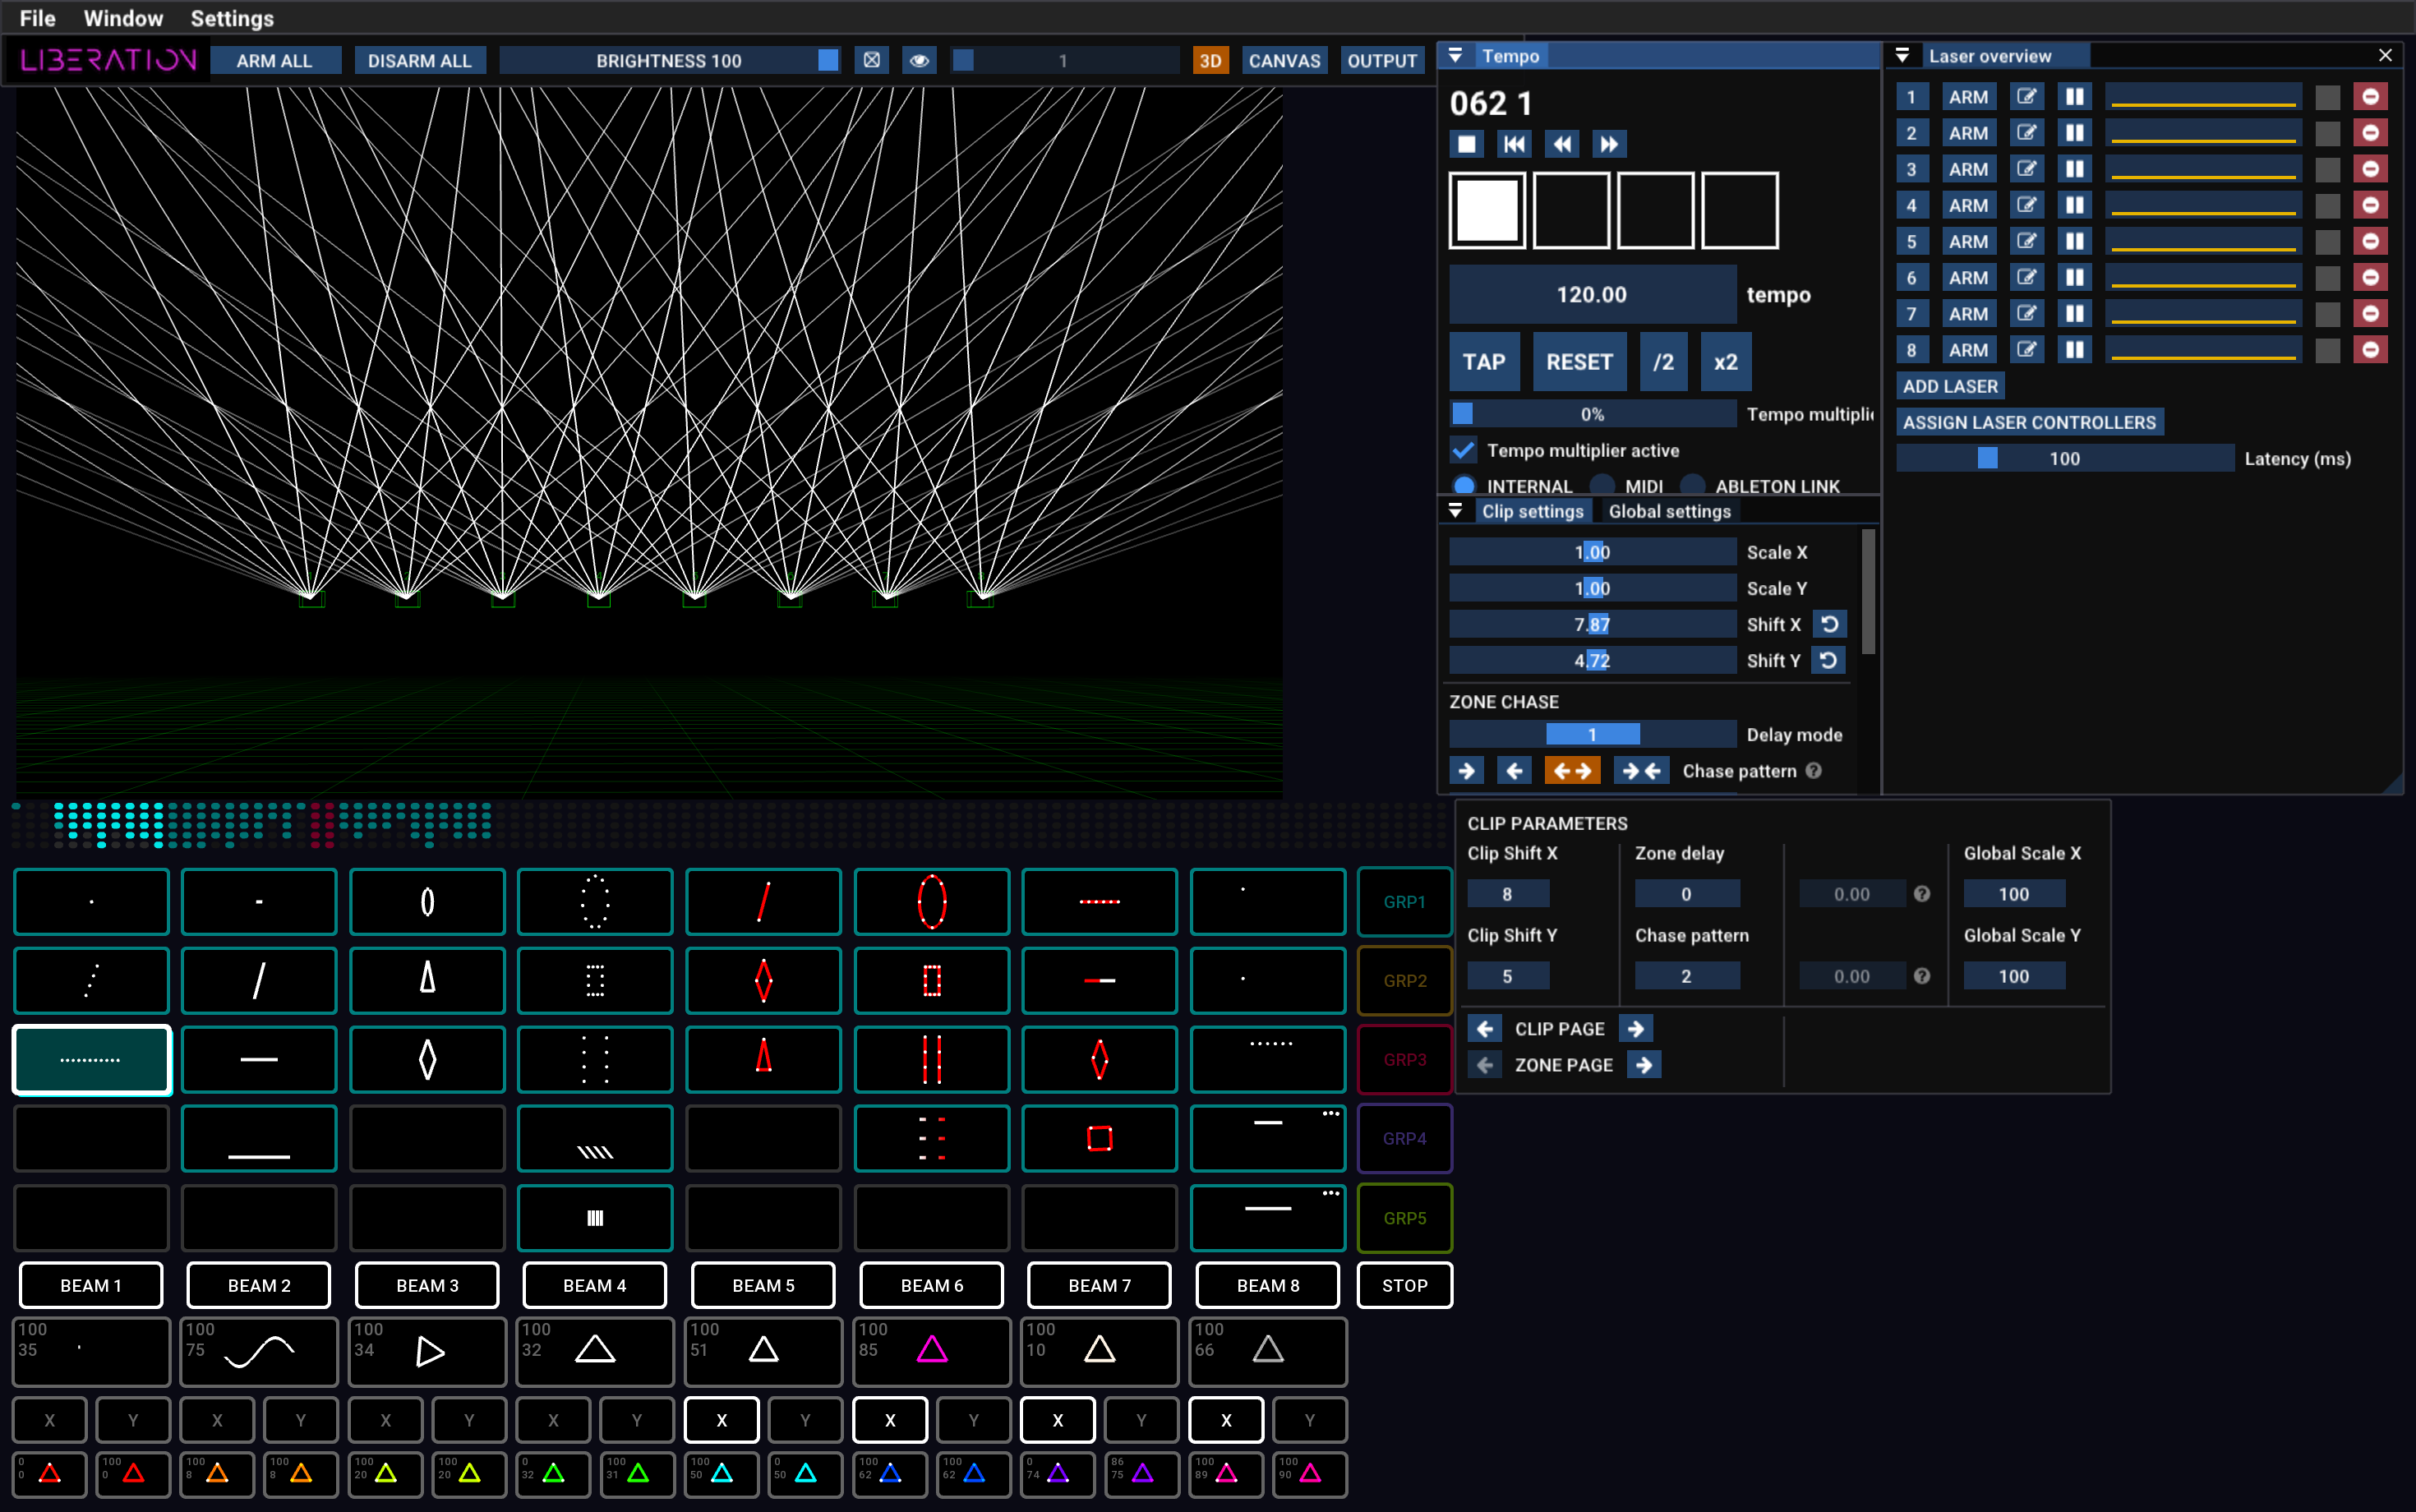 File Window Settings
LIBERATION ARM ALL DISARM ALL BRIGHTNESS 100 1 3D CANVAS OUTPUT
Tempo
062 1
120.00 tempo
TAP RESET /2 x2
0% Tempo multiplie
Tempo multiplier active
INTERNAL MIDI ABLETON LINK
Clip settings Global settings
1.00 Scale X
1.00 Scale Y
7.87 Shift X
4.72 Shift Y
ZONE CHASE
1 Delay mode
Chase pattern ?
Laser overview
1 ARM
2 ARM
3 ARM
4 ARM
5 ARM
6 ARM
7 ARM
8 ARM
ADD LASER
ASSIGN LASER CONTROLLERS
100 Latency (ms)
CLIP PARAMETERS
Clip Shift X Zone delay Global Scale X
8 0 0.00 ? 100
Clip Shift Y Chase pattern Global Scale Y
5 2 0.00 ? 100
CLIP PAGE
ZONE PAGE
GRP1
GRP2
GRP3
GRP4
GRP5
BEAM 1 BEAM 2 BEAM 3 BEAM 4 BEAM 5 BEAM 6 BEAM 7 BEAM 8 STOP
100 100 100 100 100 100 100 100
35 75 34 32 51 85 10 66
X Y X Y X Y X Y X Y X Y X Y X Y
0 100 100 100 100 100 0 100 100 0 100 100 0 86 100 100
0 0 8 8 20 20 32 31 50 50 62 62 74 75 89 90